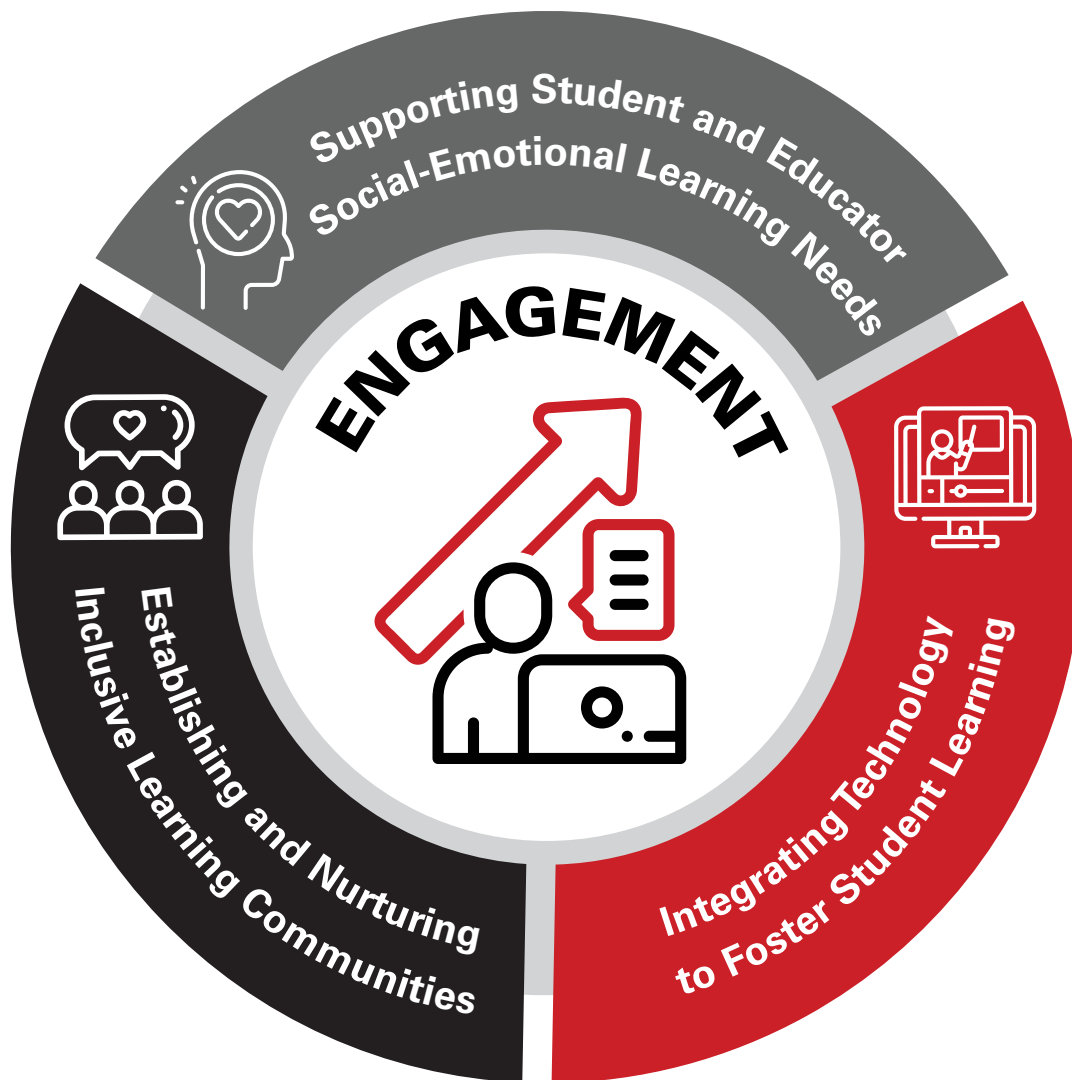 Supporting Student and Educator
Social-Emotional Learning Needs
ENGAGEMENT
Establishing and Nurturing
Inclusive Learning Communities
Integrating Technology
to Foster Student Learning